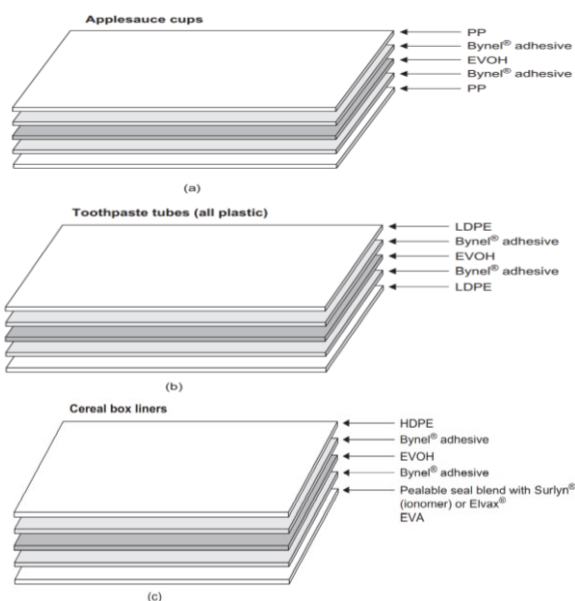 Applesauce cups
PP
Bynel® adhesive
EVOH
Bynel® adhesive
PP
(a)
Toothpaste tubes (all plastic)
LDPE
Bynel® adhesive
EVOH
Bynel® adhesive
LDPE
(b)
Cereal box liners
HDPE
Bynel® adhesive
EVOH
Bynel® adhesive
Pealable seal blend with Surlyn®
(ionomer) or Elvax®
EVA
(c)